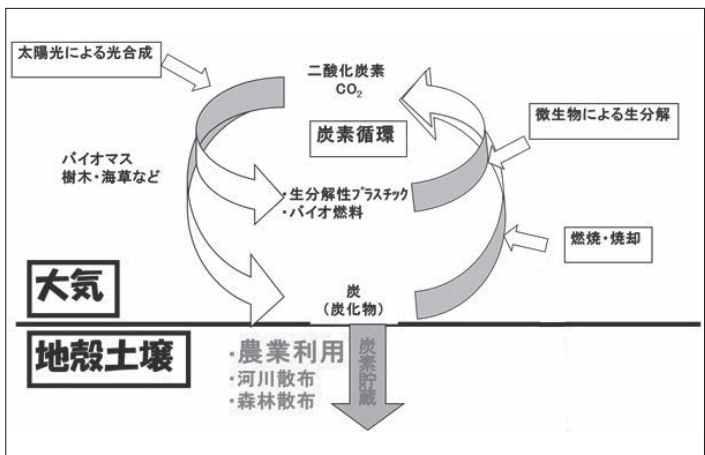 太陽光による光合成
二酸化炭素
CO₂
微生物による生分解
炭素循環
バイオマス
樹木・海草など
・生分解性プラスチック
・バイオ燃料
燃焼・焼却
大気
炭
(炭化物)
地殻土壌
・農業利用
・河川散布
・森林散布
炭素貯蔵